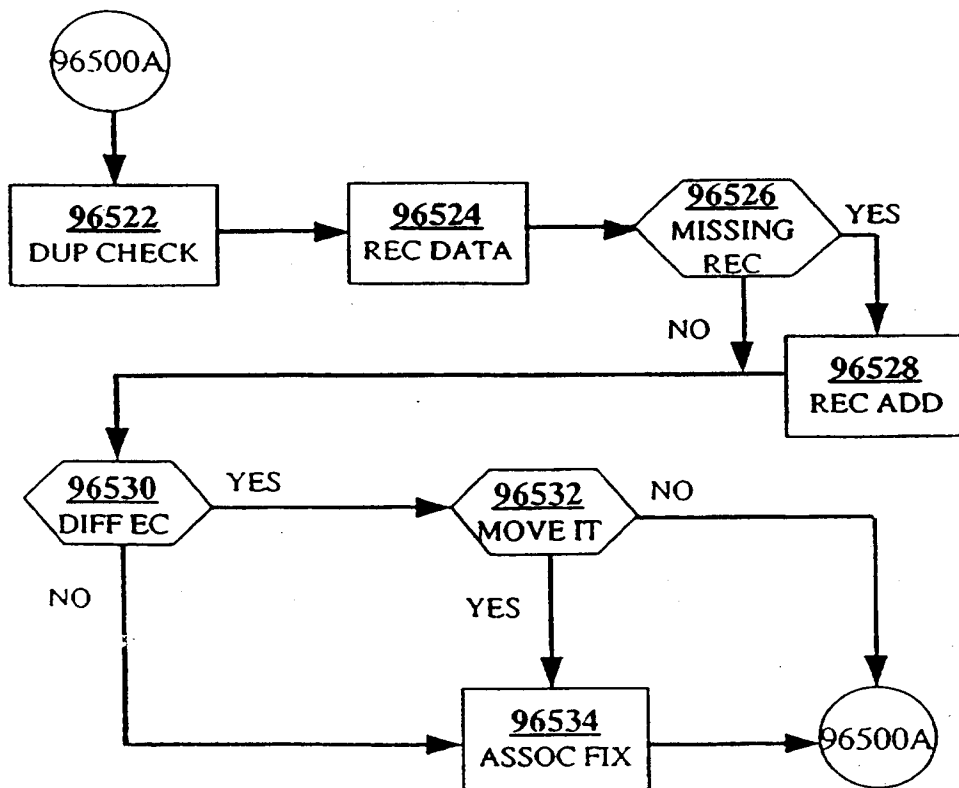 96500A
96522
DUP CHECK
96524
REC DATA
96526
MISSING
REC
YES
NO
96528
REC ADD
96530
DIFF EC
YES
96532
MOVE IT
NO
NO
YES
96534
ASSOC FIX
96500A